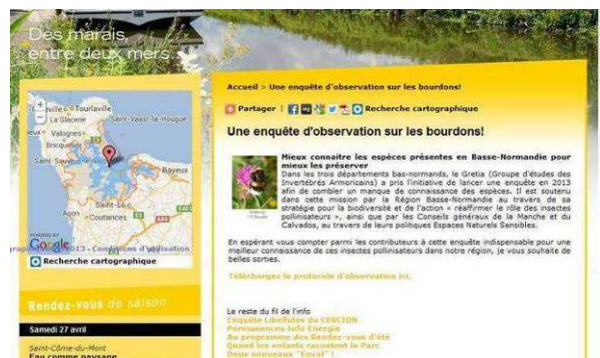 Des marais,
entre deux mers...
Accueil > Une enquête d'observation sur les bourdons!
Partager | Recherche cartographique
Une enquête d'observation sur les bourdons!
Mieux connaitre les espèces présentes en Basse-Normandie pour
mieux les préserver
Dans les trois départements bas-normands, le Gretia (Groupe d'études des
Invertébrés Armoricains) a pris l'initiative de lancer une enquête en 2013
afin de combler un manque de connaissance des espèces. Il est soutenu
dans cette mission par la Région Basse-Normandie au travers de sa
stratégie pour la biodiversité et de l'action « réaffirmer le rôle des insectes
pollinisateurs », ainsi que par les Conseils généraux de la Manche et du
Calvados, au travers de leurs politiques Espaces Naturels Sensibles.
En espérant vous compter parmi les contributeurs à cette enquête indispensable pour une
meilleur connaissance de ces insectes pollinisateurs dans notre région, je vous souhaite de
belles sorties.
Téléchargez le protocole d'observation ici.
Le reste du fil de l'info
Enquête Libellules du CERCION
Permanences Info Energie
Au programme des Rendez-vous d'été
Quand les enfants racontent le Parc
Deux nouveaux "Envai" !
Tourlaville
La Glacerie
Saint-Vaast-la-Hougue
Valognes
Bricquebec
Bayeux
Saint-Lô
Agon
Coutances
POWERED BY
Google
2013 - Conditions d'utilisation
Recherche cartographique
Rendez-vous de saison
Samedi 27 avril
Saint-Côme-du-Mont
Eau comme paysage